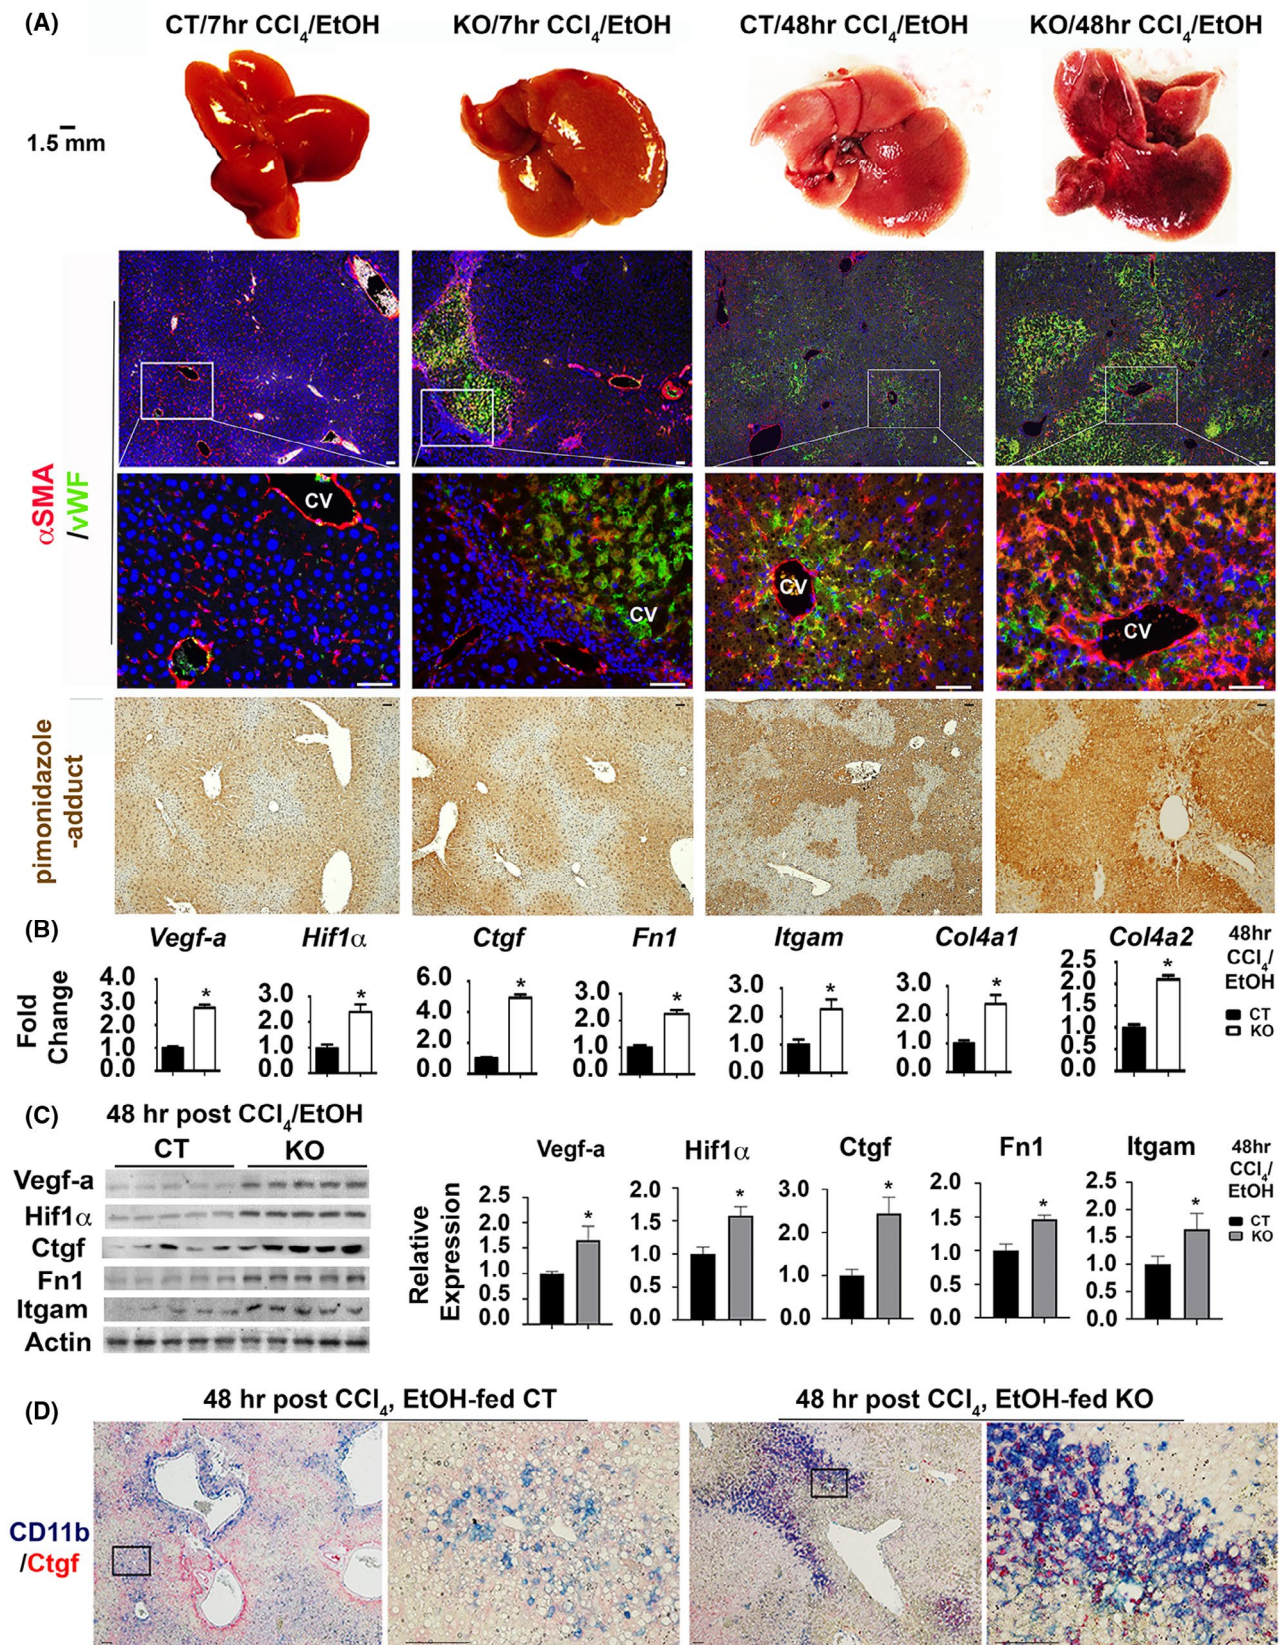 (A)
CT/7hr CCl4/EtOH KO/7hr CCl4/EtOH CT/48hr CCl4/EtOH KO/48hr CCl4/EtOH
1.5 mm
αSMA
/vWF
CV CV CV CV
pimonidazole
-adduct
(B)
Vegf-a Hif1α Ctgf Fn1 Itgam Col4a1 Col4a2
48hr
CCl4/
EtOH
CT
KO
Fold
Change
4.0
3.0
2.0
1.0
0.0
*
3.0
2.0
1.0
0.0
*
6.0
4.0
2.0
0.0
*
3.0
2.0
1.0
0.0
*
3.0
2.0
1.0
0.0
*
3.0
2.0
1.0
0.0
*
2.5
2.0
1.5
1.0
0.5
0.0
*
(C)
48 hr post CCl4/EtOH
CT KO
Vegf-a
Hif1α
Ctgf
Fn1
Itgam
Actin
Vegf-a Hif1α Ctgf Fn1 Itgam
48hr
CCl4/
EtOH
CT
KO
Relative
Expression
2.5
2.0
1.5
1.0
0.5
0.0
*
2.0
1.5
1.0
0.5
0.0
*
3.0
2.0
1.0
0.0
*
2.0
1.5
1.0
0.5
0.0
*
2.5
2.0
1.5
1.0
0.5
0.0
*
(D)
48 hr post CCl4, EtOH-fed CT 48 hr post CCl4, EtOH-fed KO
CD11b
/Ctgf